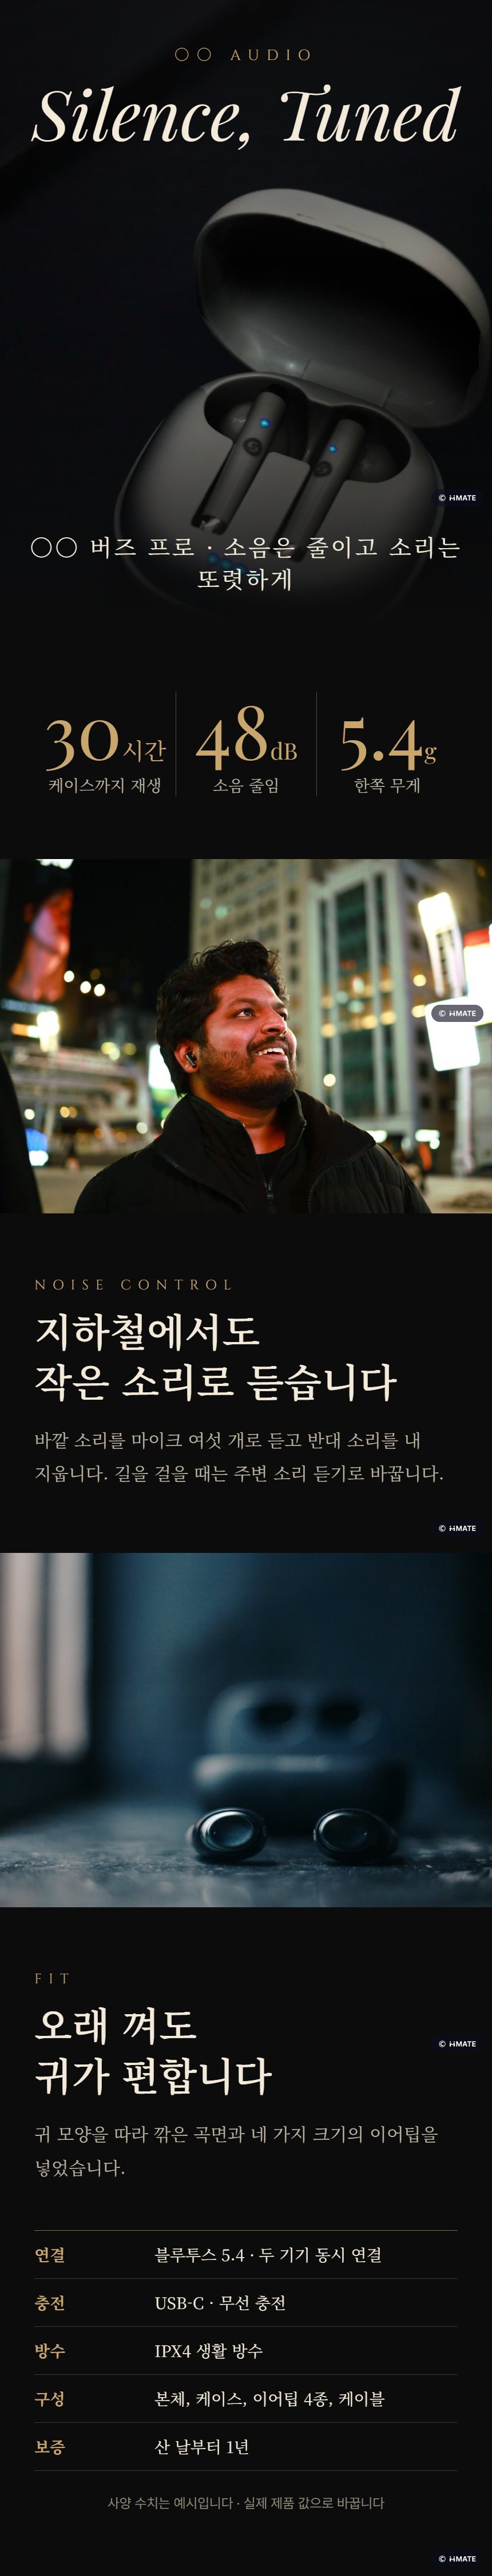 ○○ AUDIO
Silence, Tuned
© HMATE
○○ 버즈 프로 · 소음은 줄이고 소리는
또렷하게
30시간
케이스까지 재생
48dB
소음 줄임
5.4g
한쪽 무게
© HMATE
NOISE CONTROL
지하철에서도
작은 소리로 듣습니다
바깥 소리를 마이크 여섯 개로 듣고 반대 소리를 내
지웁니다. 길을 걸을 때는 주변 소리 듣기로 바꿉니다.
© HMATE
FIT
오래 껴도
귀가 편합니다
© HMATE
귀 모양을 따라 깎은 곡면과 네 가지 크기의 이어팁을
넣었습니다.
연결 블루투스 5.4 · 두 기기 동시 연결
충전 USB-C · 무선 충전
방수 IPX4 생활 방수
구성 본체, 케이스, 이어팁 4종, 케이블
보증 산 날부터 1년
사양 수치는 예시입니다 · 실제 제품 값으로 바꿉니다
© HMATE